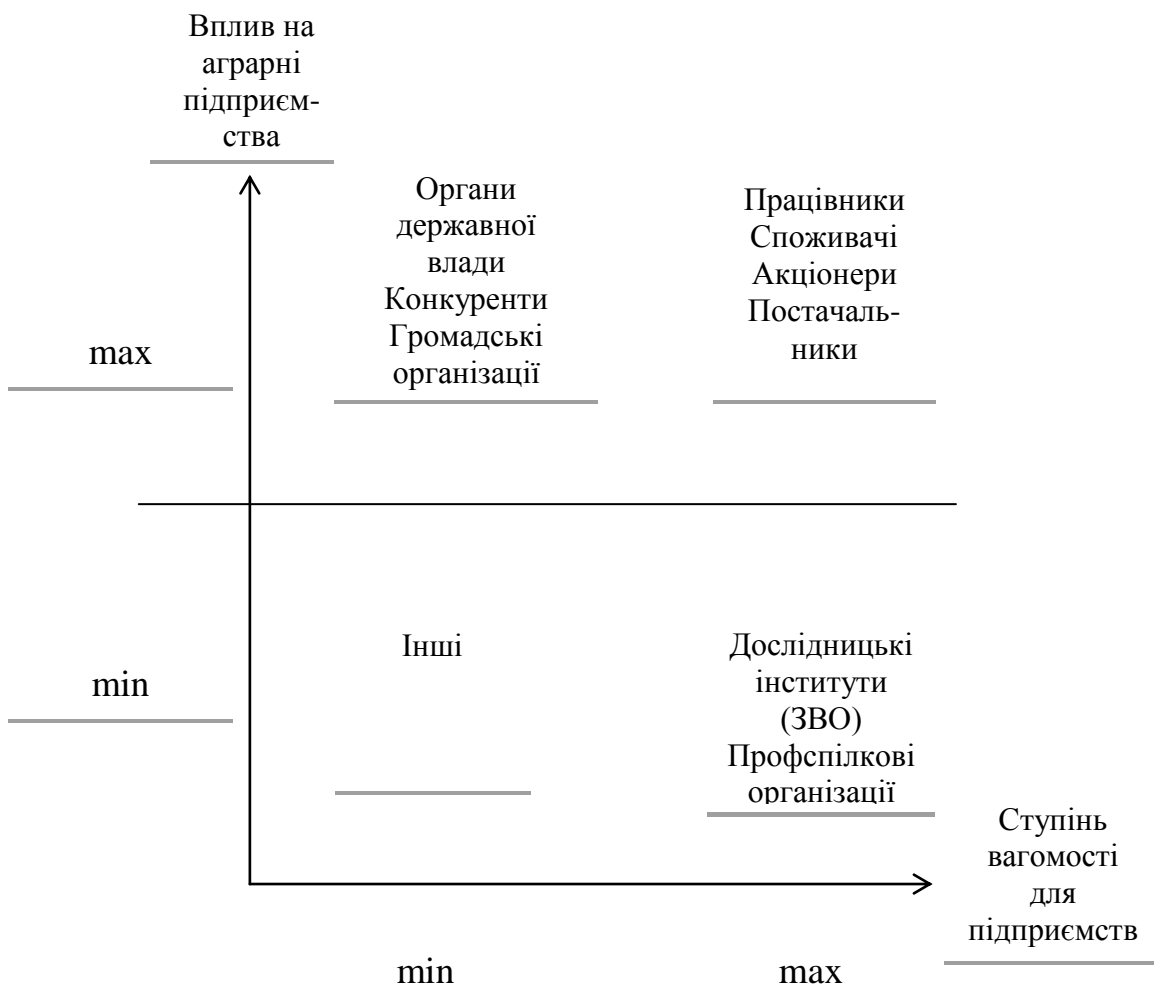 Вплив на
аграрні
підприєм-
ства
Органи
державної
влади
Конкуренти
Громадські
організації
Працівники
Споживачі
Акціонери
Постачаль-
ники
max
Інші
Дослідницькі
інститути
(ЗВО)
Профспілкові
організації
min
Ступінь
вагомості
для
підприємств
min
max